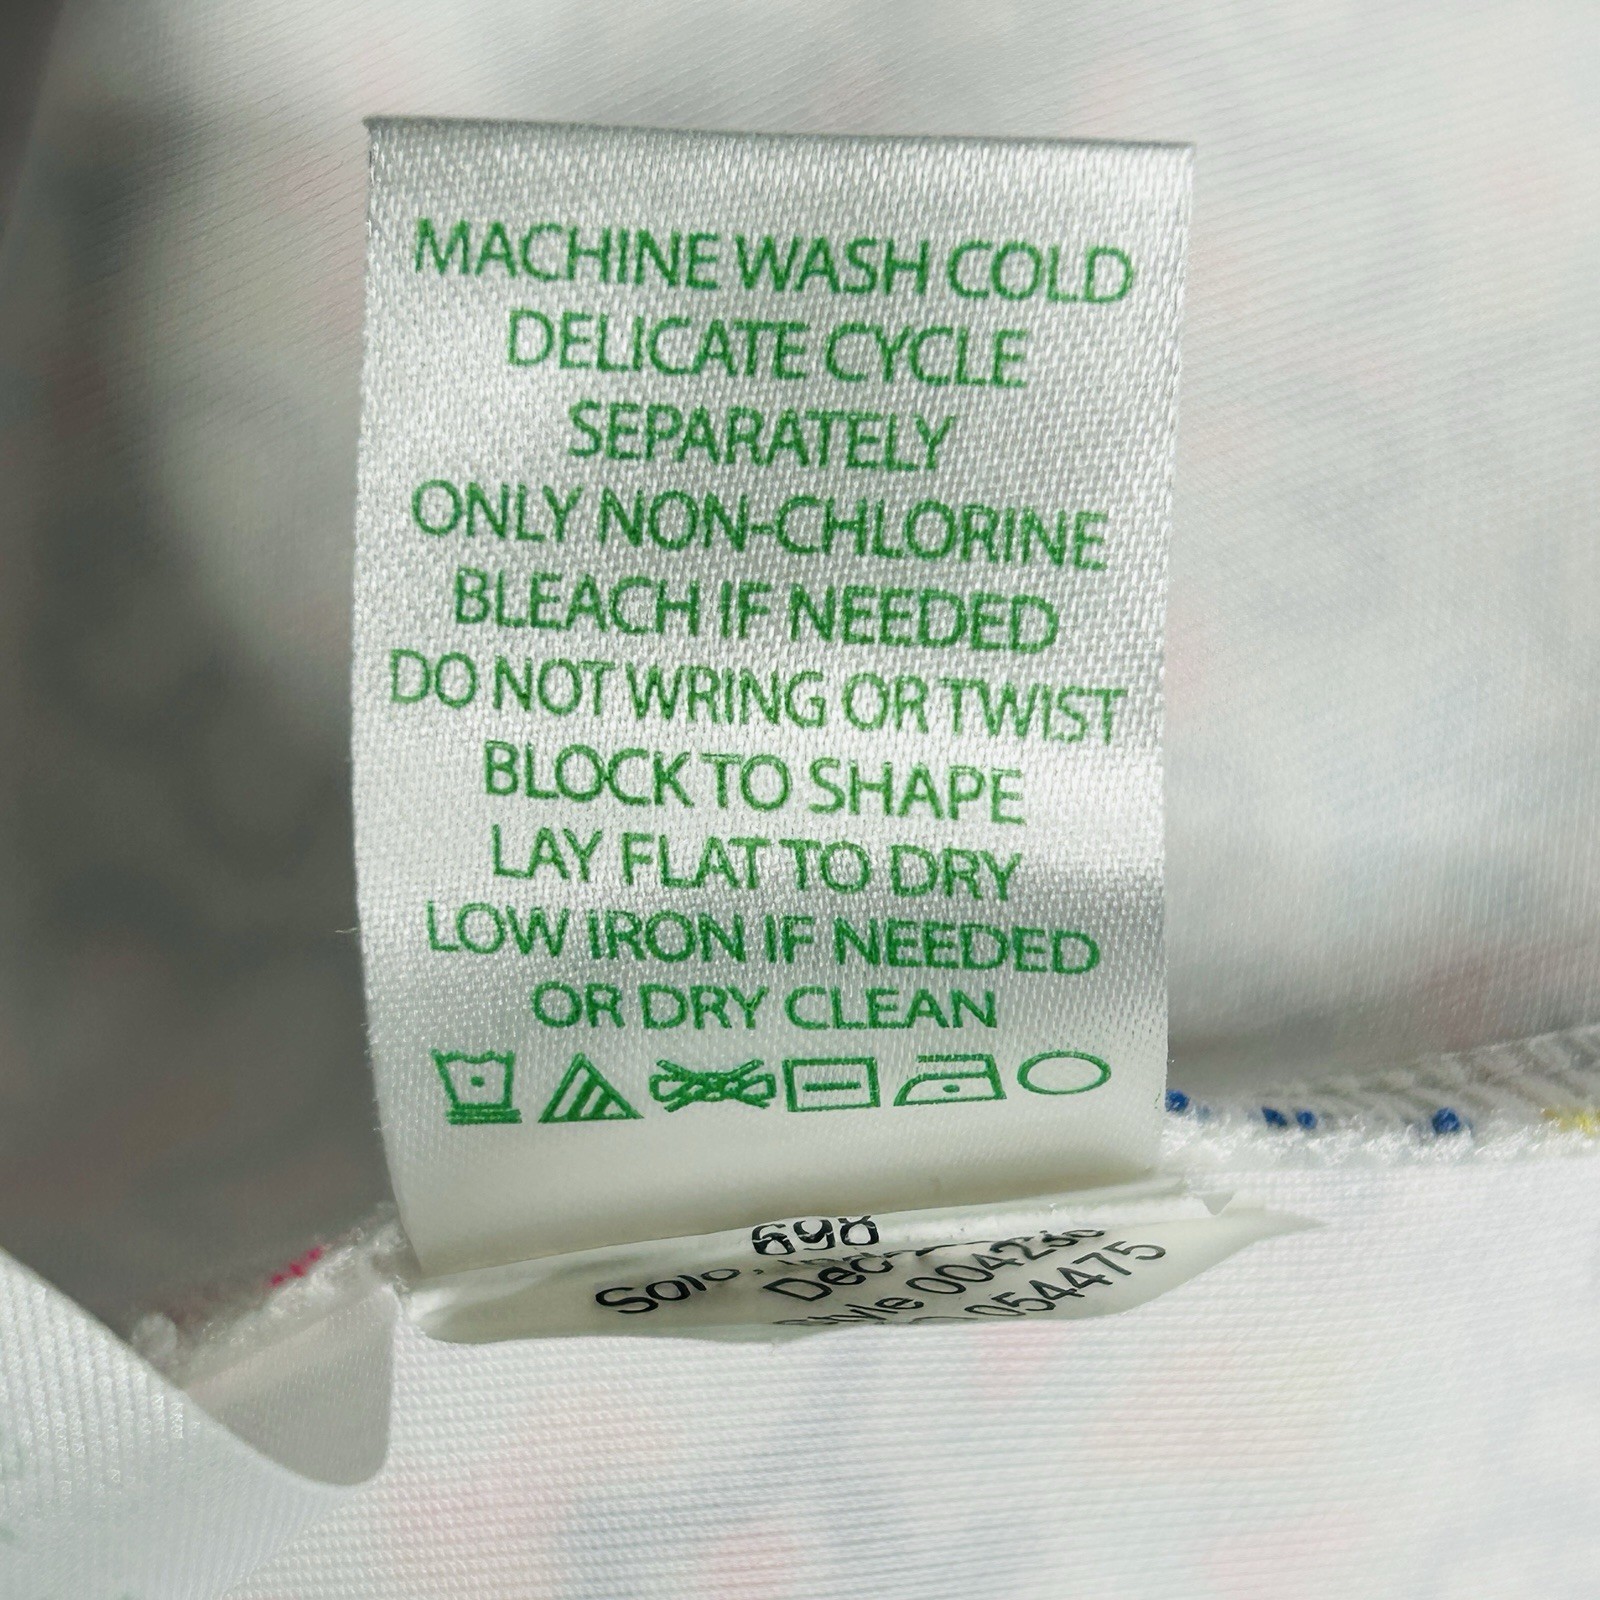 MACHINE WASH COLD
DELICATE CYCLE
SEPARATELY
ONLY NON-CHLORINE
BLEACH IF NEEDED
DO NOT WRING OR TWIST
BLOCK TO SHAPE
LAY FLAT TO DRY
LOW IRON IF NEEDED
OR DRY CLEAN
698
054475